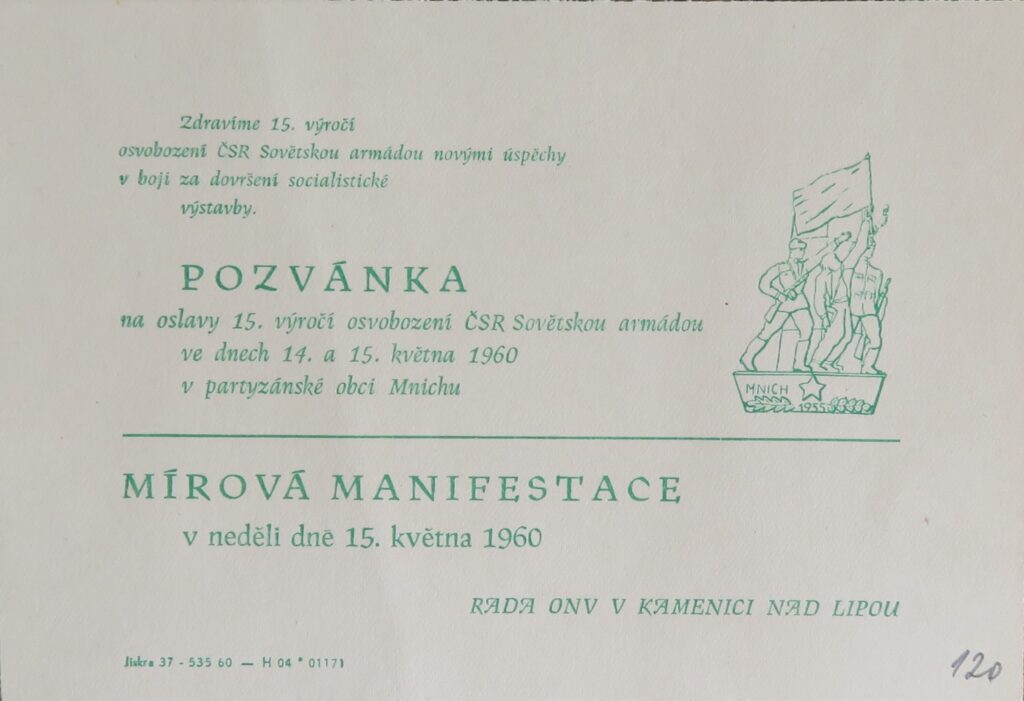 Zdravíme 15. výročí
osvobození ČSR Sovětskou armádou novými úspěchy
v boji za dovršení socialistické
výstavby.
POZVÁNKA
na oslavy 15. výročí osvobození ČSR Sovětskou armádou
ve dnech 14. a 15. května 1960
v partyzánské obci Mnichu
MNICH
1955
MÍROVÁ MANIFESTACE
v neděli dně 15. května 1960
RADA ONV V KAMENICI NAD LIPOU
Jiskra 37 - 535 60 — H 04 * 01171
120